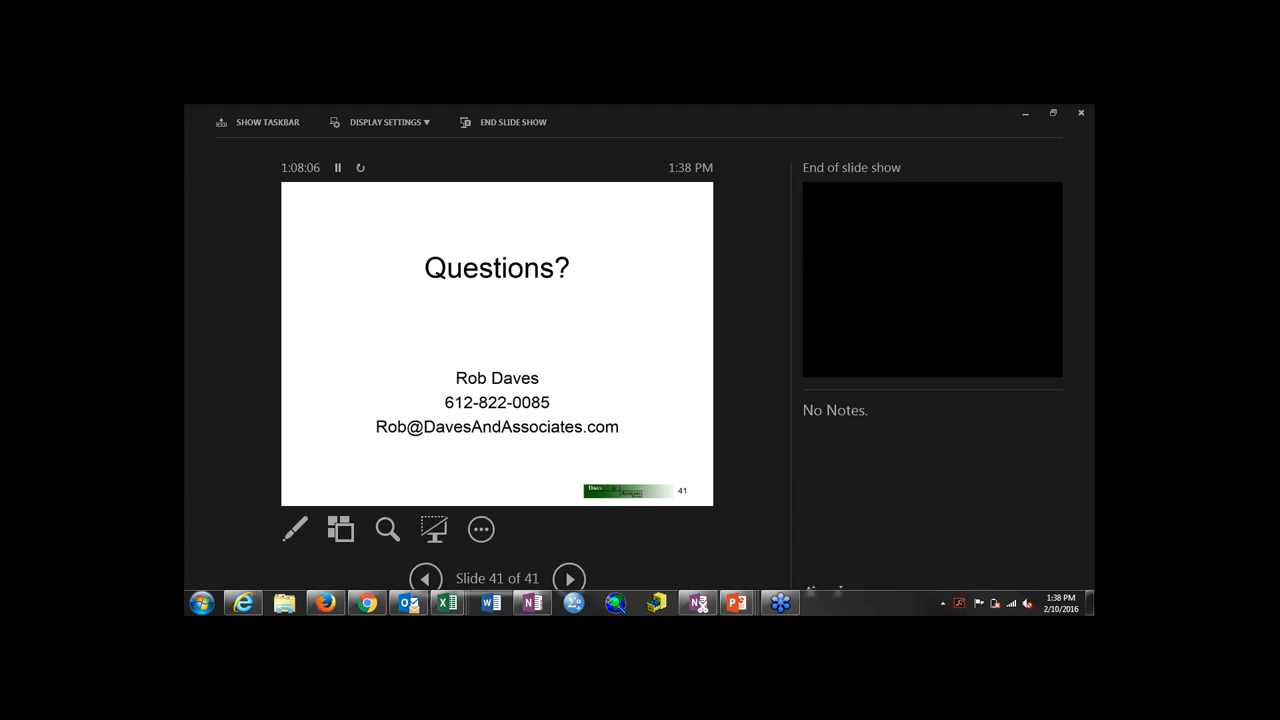 SHOW TASKBAR DISPLAY SETTINGS ▼ END SLIDE SHOW
1:08:06 1:38 PM
End of slide show
Questions?
Rob Daves
612-822-0085
Rob@DavesAndAssociates.com
41
No Notes.
Slide 41 of 41
1:38 PM
2/10/2016